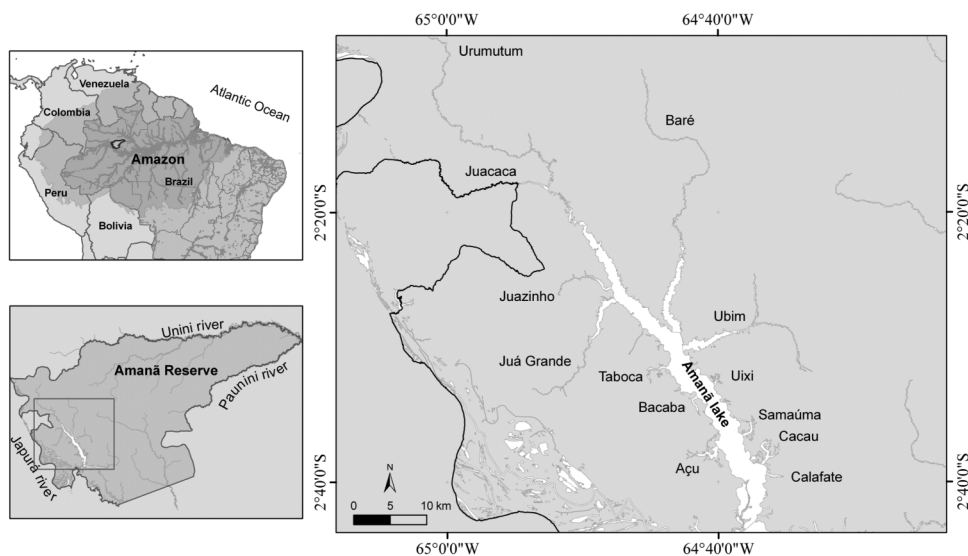 Venezuela
Atlantic Ocean
Colombia
Amazon
Peru
Brazil
Bolivia
Unini river
Amanã Reserve
Paunini river
Japurá river
65°0'0"W
64°40'0"W
Urumutum
Baré
Juacaca
2°20'0"S
2°20'0"S
Juazinho
Ubim
Juá Grande
Taboca
Amanã lake
Uixi
Bacaba
Samaúma
Cacau
Açu
Calafate
2°40'0"S
2°40'0"S
N
0 5 10 km
65°0'0"W
64°40'0"W